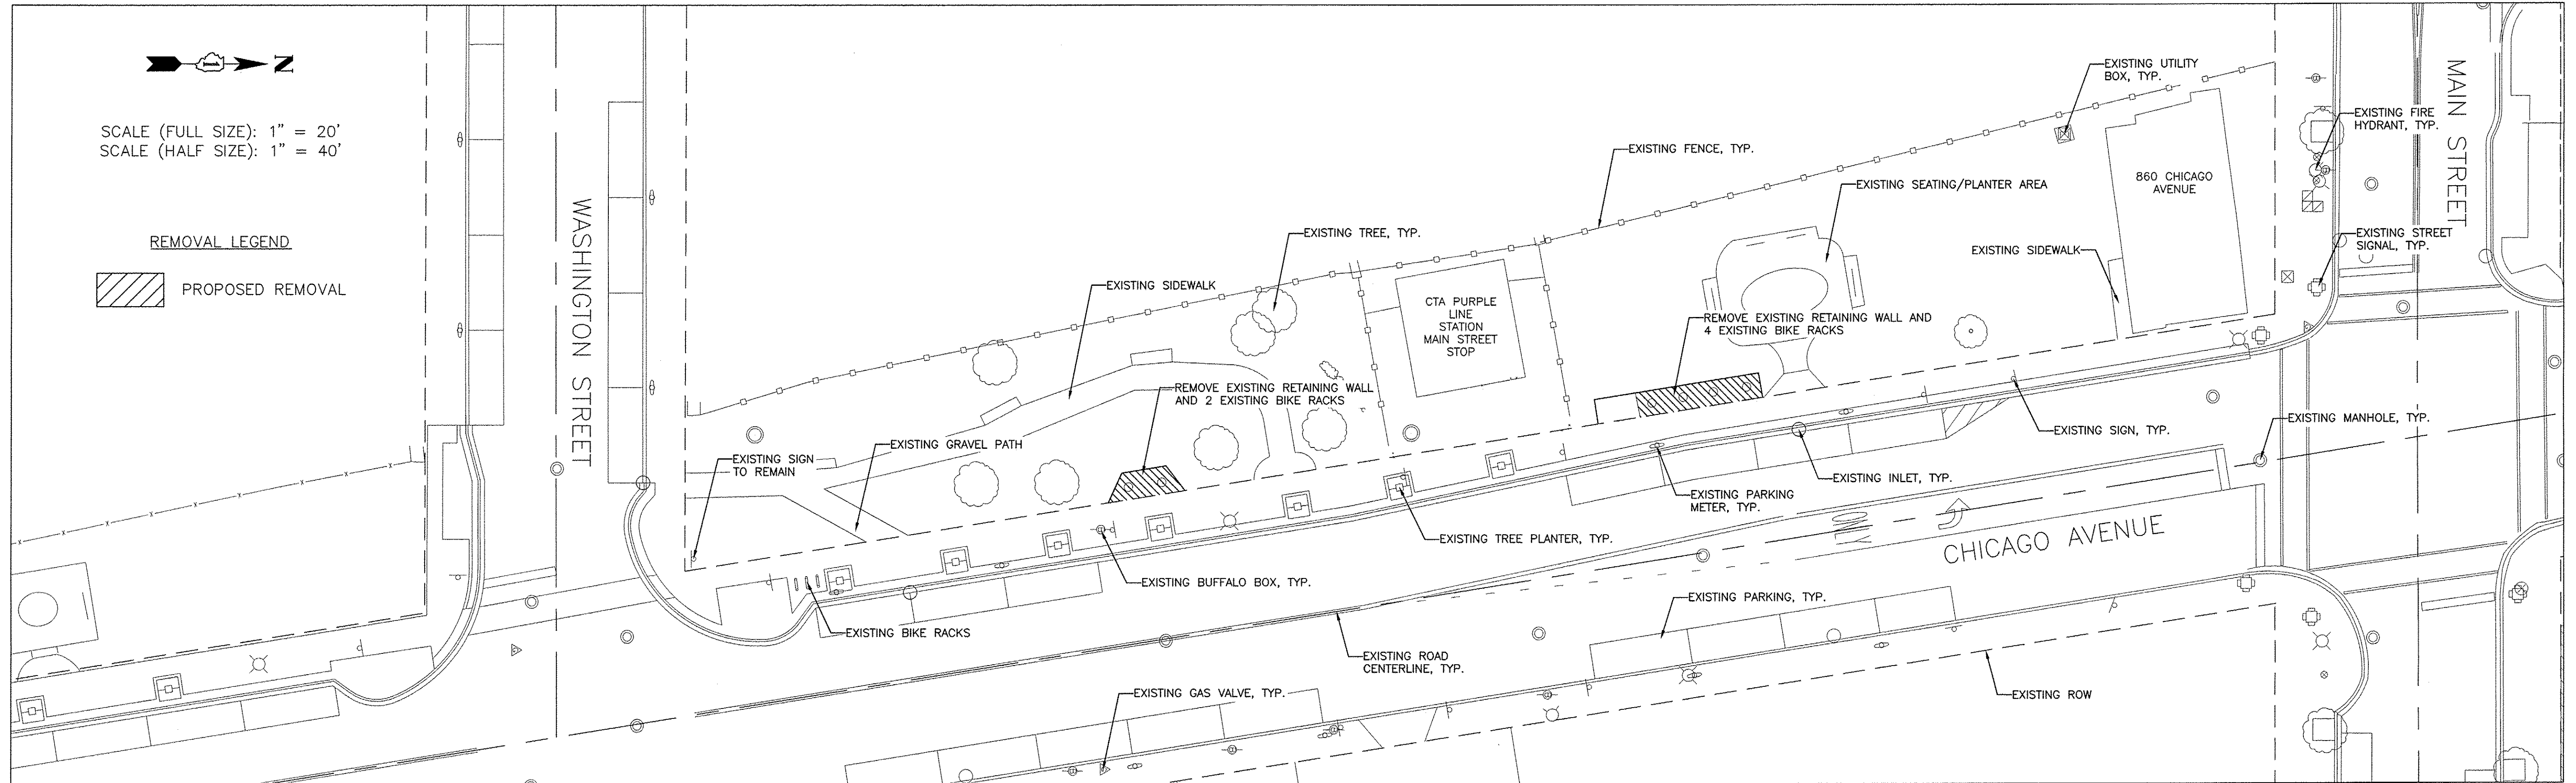 N
SCALE (FULL SIZE): 1" = 20'
SCALE (HALF SIZE): 1" = 40'
REMOVAL LEGEND
PROPOSED REMOVAL
WASHINGTON STREET
MAIN STREET
CHICAGO AVENUE
EXISTING UTILITY
BOX, TYP.
EXISTING FIRE
HYDRANT, TYP.
EXISTING FENCE, TYP.
860 CHICAGO
AVENUE
EXISTING SEATING/PLANTER AREA
EXISTING TREE, TYP.
EXISTING STREET
SIGNAL, TYP.
EXISTING SIDEWALK
EXISTING SIDEWALK
CTA PURPLE
LINE
STATION
MAIN STREET
STOP
REMOVE EXISTING RETAINING WALL AND
4 EXISTING BIKE RACKS
REMOVE EXISTING RETAINING WALL
AND 2 EXISTING BIKE RACKS
EXISTING MANHOLE, TYP.
EXISTING SIGN, TYP.
EXISTING GRAVEL PATH
EXISTING SIGN
TO REMAIN
EXISTING INLET, TYP.
EXISTING PARKING
METER, TYP.
EXISTING TREE PLANTER, TYP.
ONLY
EXISTING BUFFALO BOX, TYP.
EXISTING PARKING, TYP.
EXISTING BIKE RACKS
EXISTING ROAD
CENTERLINE, TYP.
EXISTING GAS VALVE, TYP.
EXISTING ROW